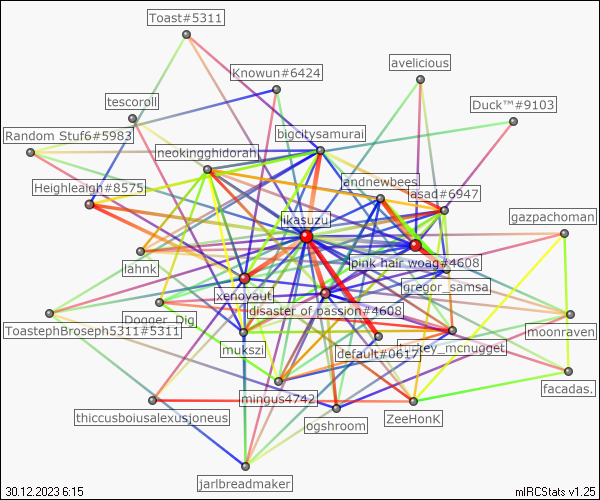 Toast#5311
avelicious
Knowun#6424
Duck™#9103
tescoroll
bigcitysamurai
Random Stuf6#5983
neokingghidorah
andnewbees
asad#6947
Heighleaigh#8575
gazpachoman
likasuzu
pink hair woag#4608
lahnk
gregor_samsa
xenovaut
disaster of passion#4608
Dogger_Dig
ToastephBroseph5311#5311
moonraven
mukszi
default#0617
_mcnugget
facadas.
mingus4742
thiccusboiusalexusjoneus
ogshroom
ZeeHonK
jarlbreadmaker
30.12.2023 6:15
mIRCStats v1.25